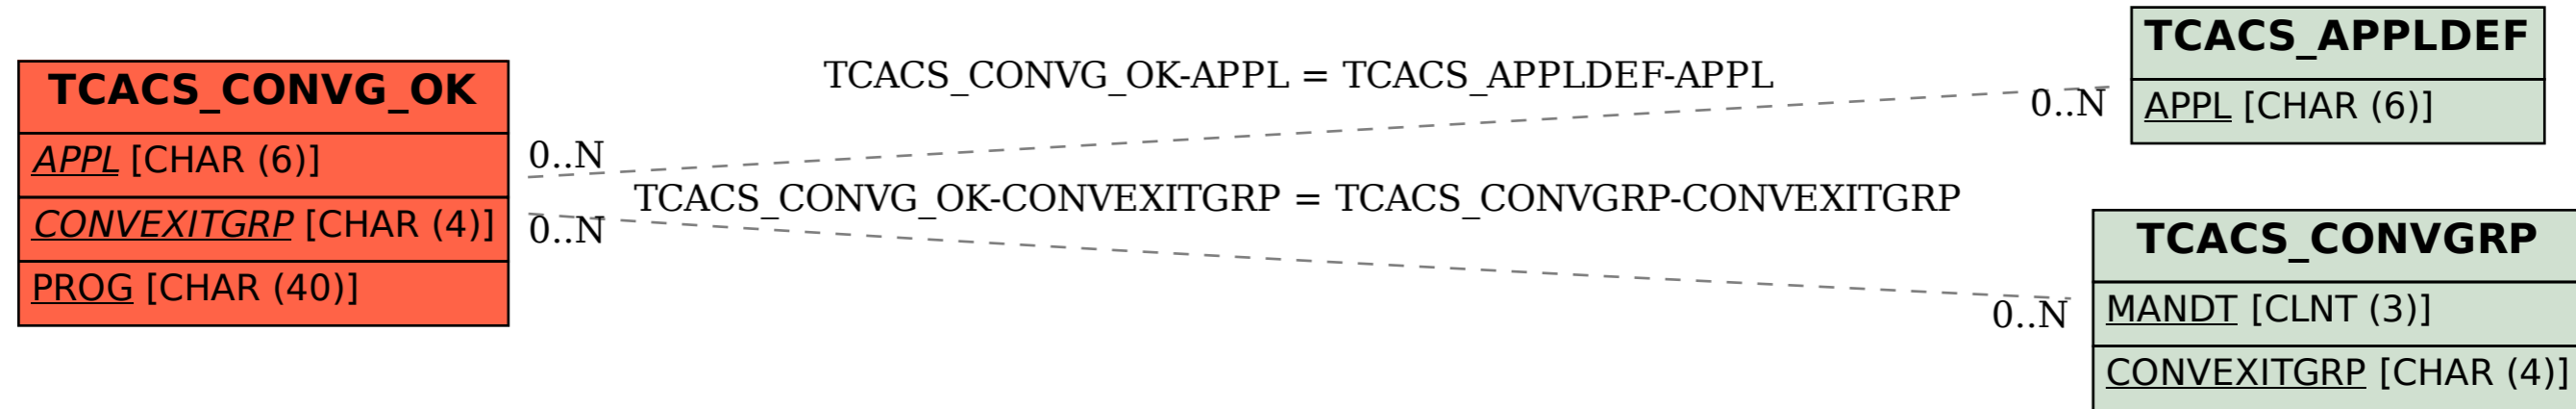 TCACS_CONVG_OK
APPL [CHAR (6)]
CONVEXITGRP [CHAR (4)]
PROG [CHAR (40)]
TCACS_CONVG_OK-APPL = TCACS_APPLDEF-APPL
0..N
0..N
TCACS_CONVG_OK-CONVEXITGRP = TCACS_CONVGRP-CONVEXITGRP
0..N
0..N
TCACS_APPLDEF
APPL [CHAR (6)]
TCACS_CONVGRP
MANDT [CLNT (3)]
CONVEXITGRP [CHAR (4)]